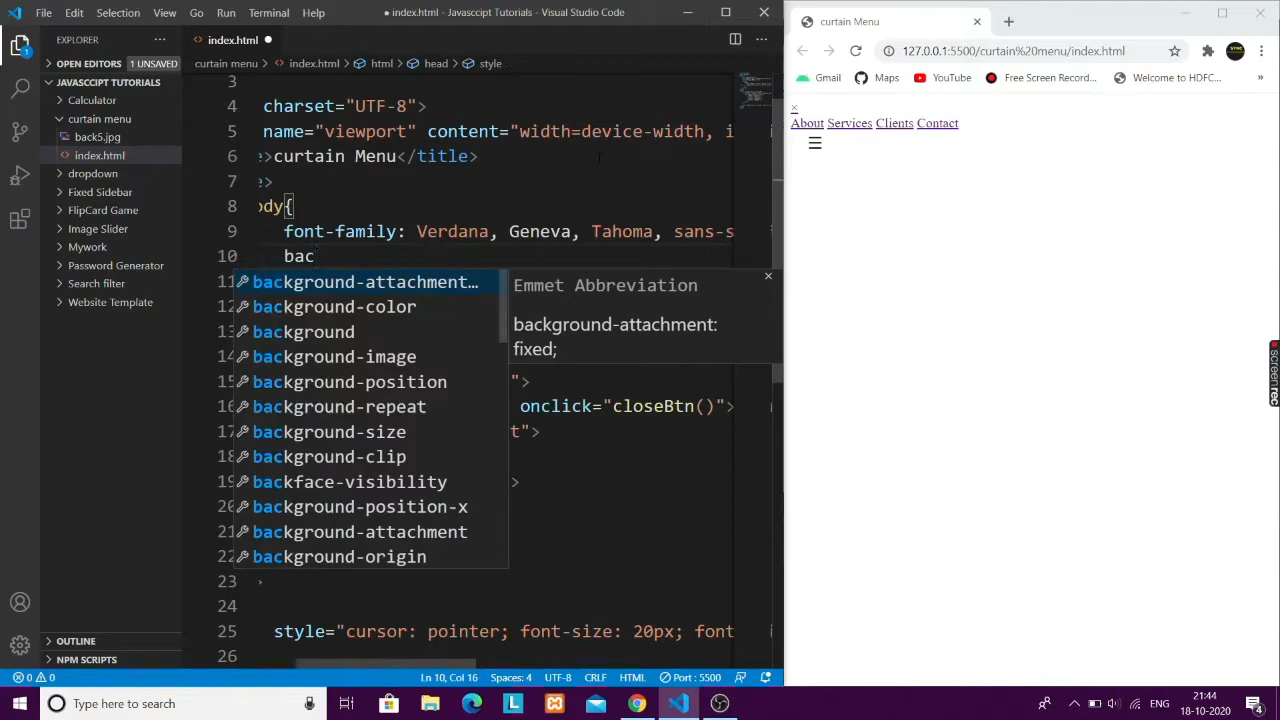 File Edit Selection View Go Run Terminal Help
● index.html - Javasccipt Tutorials - Visual Studio Code
EXPLORER
OPEN EDITORS 1 UNSAVED
JAVASCCIPT TUTORIALS
Calculator
curtain menu
back5.jpg
index.html
dropdown
Fixed Sidebar
FlipCard Game
Image Slider
Mywork
Password Generator
Search filter
Website Template
OUTLINE
NPM SCRIPTS
1
index.html ●
curtain menu > index.html > html > head > style
3
4 charset="UTF-8">
5 name="viewport" content="width=device-width, i
6 e>curtain Menu</title>
7 e>
8 ody{
9 font-family: Verdana, Geneva, Tahoma, sans-s
10 bac
11
12
13
14
15 ">
16 onclick="closeBtn()">
17 t">
18
19 >
20
21
22
23 >
24
25 style="cursor: pointer; font-size: 20px; font
26
background-attachment…
background-color
background
background-image
background-position
background-repeat
background-size
background-clip
backface-visibility
background-position-x
background-attachment
background-origin
Emmet Abbreviation
background-attachment:
fixed;
0 0
Ln 10, Col 16 Spaces: 4 UTF-8 CRLF HTML Port : 5500
curtain Menu
127.0.0.1:5500/curtain%20menu/index.html
Gmail Maps YouTube Free Screen Record... Welcome to HDFC... »
×
About Services Clients Contact
☰
screenrec
Type here to search
ENG
21:44
18-10-2020
4